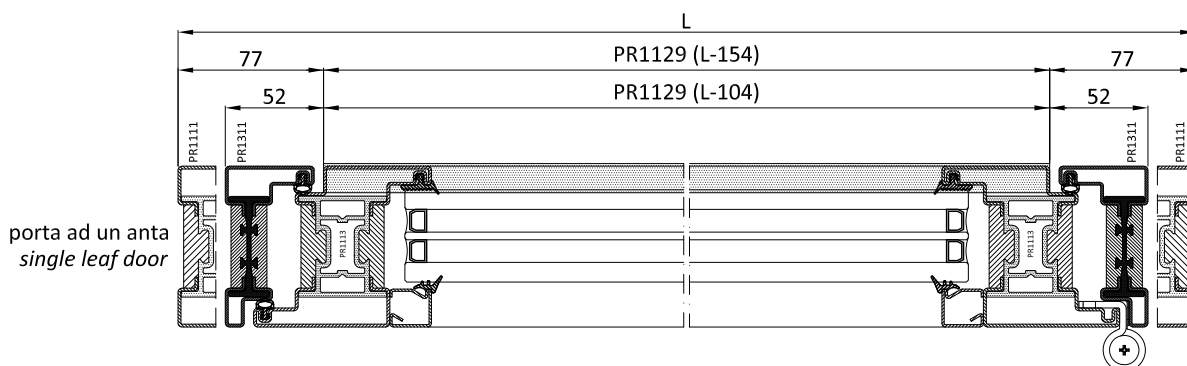 L
77
PR1129 (L-154)
77
52
PR1129 (L-104)
52
PR1111
PR1311
PR1311
PR1111
porta ad un anta
single leaf door
PR1113
PR1113